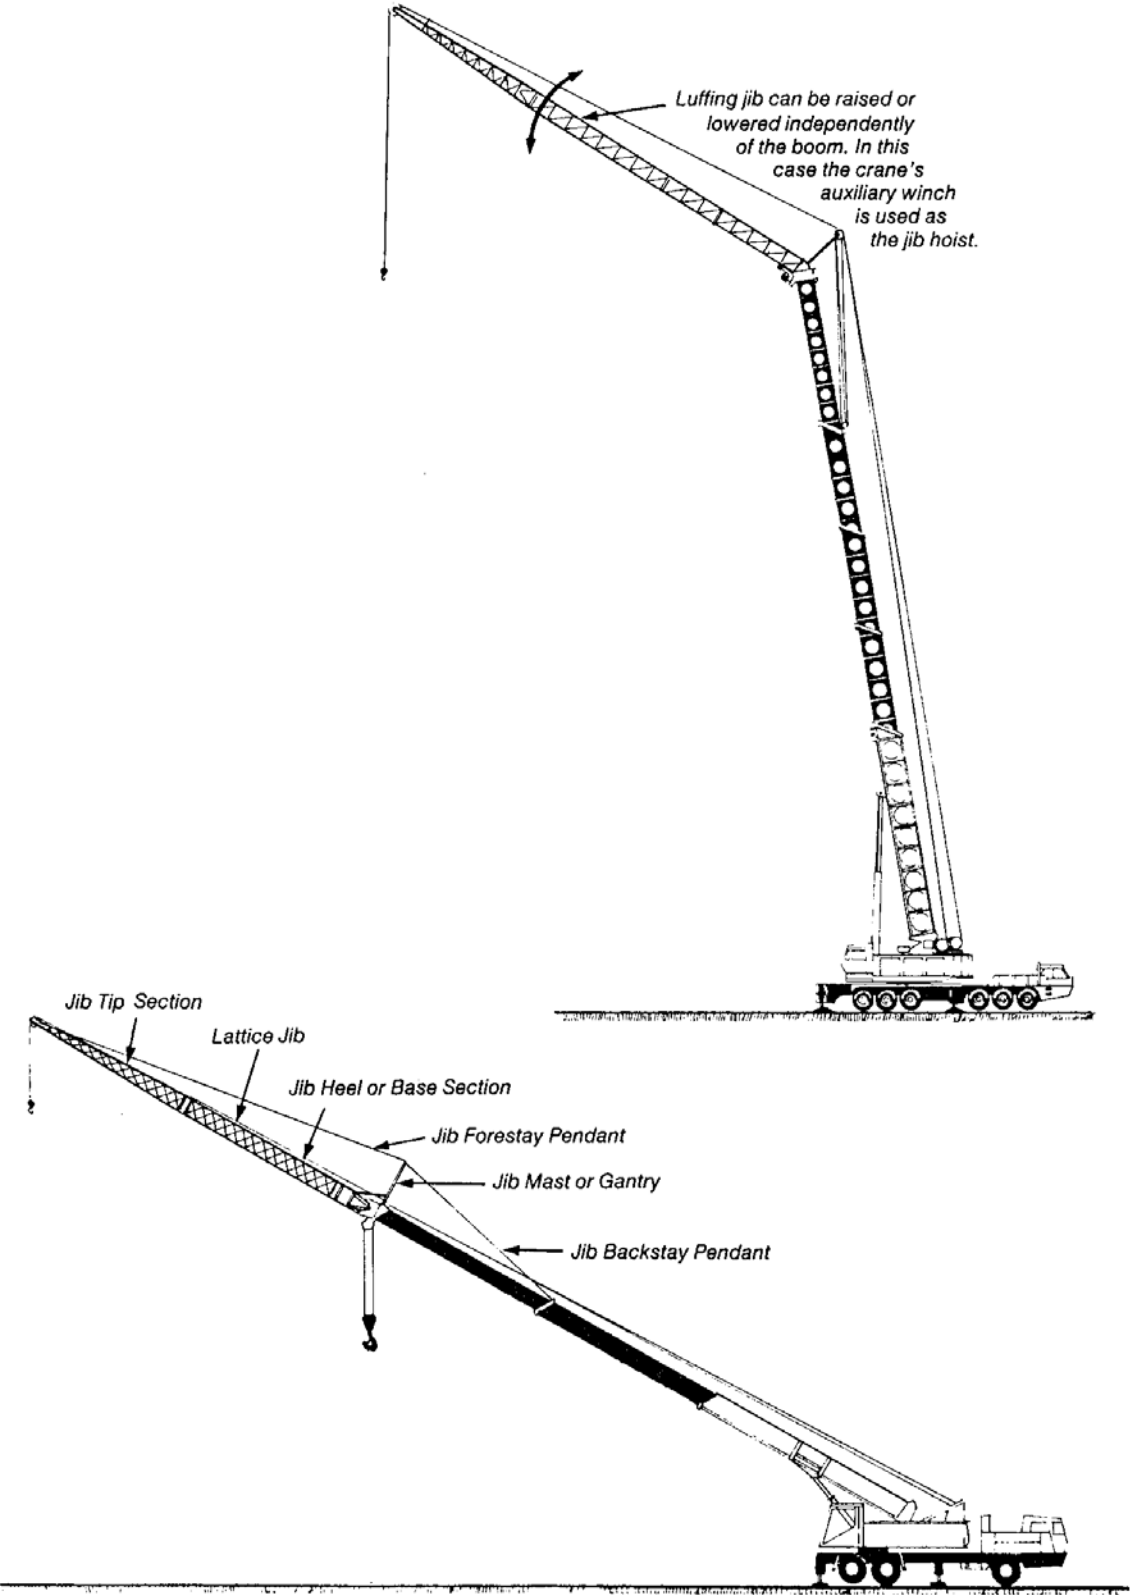 Luffing jib can be raised or
lowered independently
of the boom. In this
case the crane's
auxiliary winch
is used as
the jib hoist.
Jib Tip Section
Lattice Jib
Jib Heel or Base Section
Jib Forestay Pendant
Jib Mast or Gantry
Jib Backstay Pendant